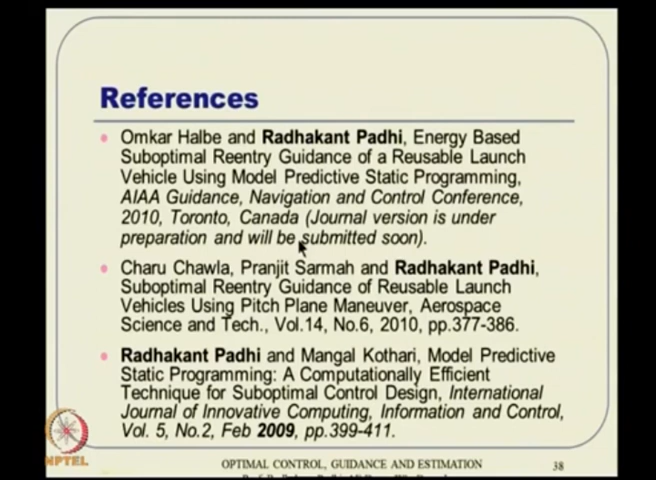 References
Omkar Halbe and Radhakant Padhi, Energy Based
Suboptimal Reentry Guidance of a Reusable Launch
Vehicle Using Model Predictive Static Programming,
AIAA Guidance, Navigation and Control Conference,
2010, Toronto, Canada (Journal version is under
preparation and will be submitted soon).
Charu Chawla, Pranjit Sarmah and Radhakant Padhi,
Suboptimal Reentry Guidance of Reusable Launch
Vehicles Using Pitch Plane Maneuver, Aerospace
Science and Tech., Vol.14, No.6, 2010, pp.377-386.
Radhakant Padhi and Mangal Kothari, Model Predictive
Static Programming: A Computationally Efficient
Technique for Suboptimal Control Design, International
Journal of Innovative Computing, Information and Control,
Vol. 5, No.2, Feb 2009, pp.399-411.
NPTEL
OPTIMAL CONTROL, GUIDANCE AND ESTIMATION
38